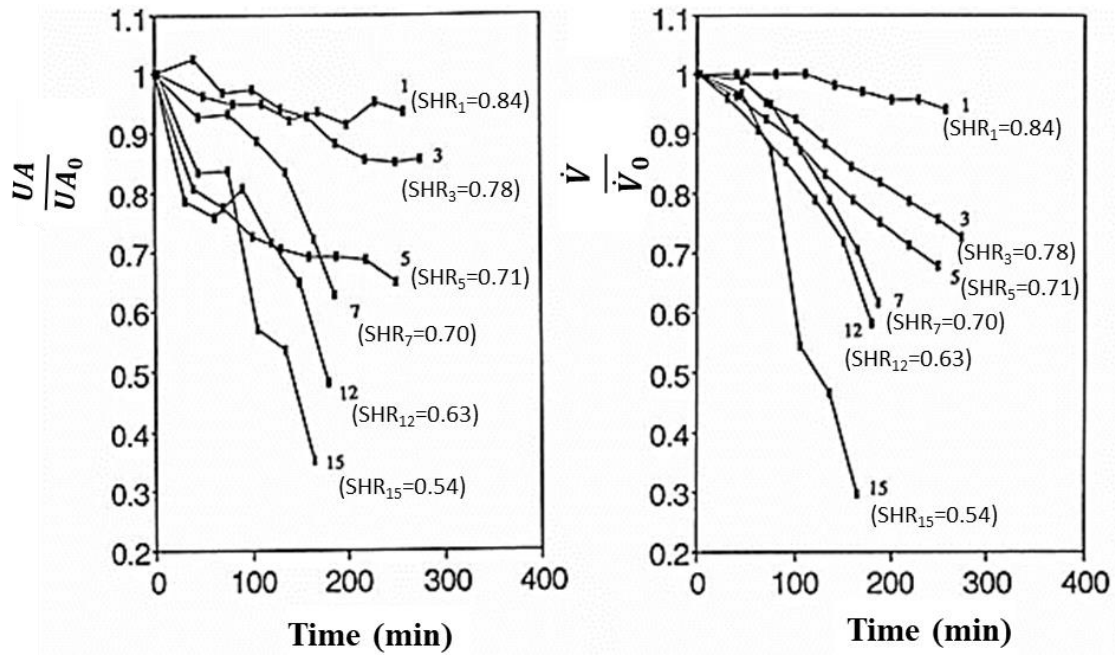 1.1
1
0.9
0.8
0.7
0.6
0.5
0.4
0.3
0.2
UA
UA0
0 100 200 300 400
Time (min)
1
(SHR1=0.84)
3
(SHR3=0.78)
5
(SHR5=0.71)
7
(SHR7=0.70)
12
(SHR12=0.63)
15
(SHR15=0.54)
1.1
1
0.9
0.8
0.7
0.6
0.5
0.4
0.3
0.2
V̇
V̇0
0 100 200 300 400
Time (min)
1
(SHR1=0.84)
3
(SHR3=0.78)
5 (SHR5=0.71)
7
(SHR7=0.70)
12
(SHR12=0.63)
15
(SHR15=0.54)